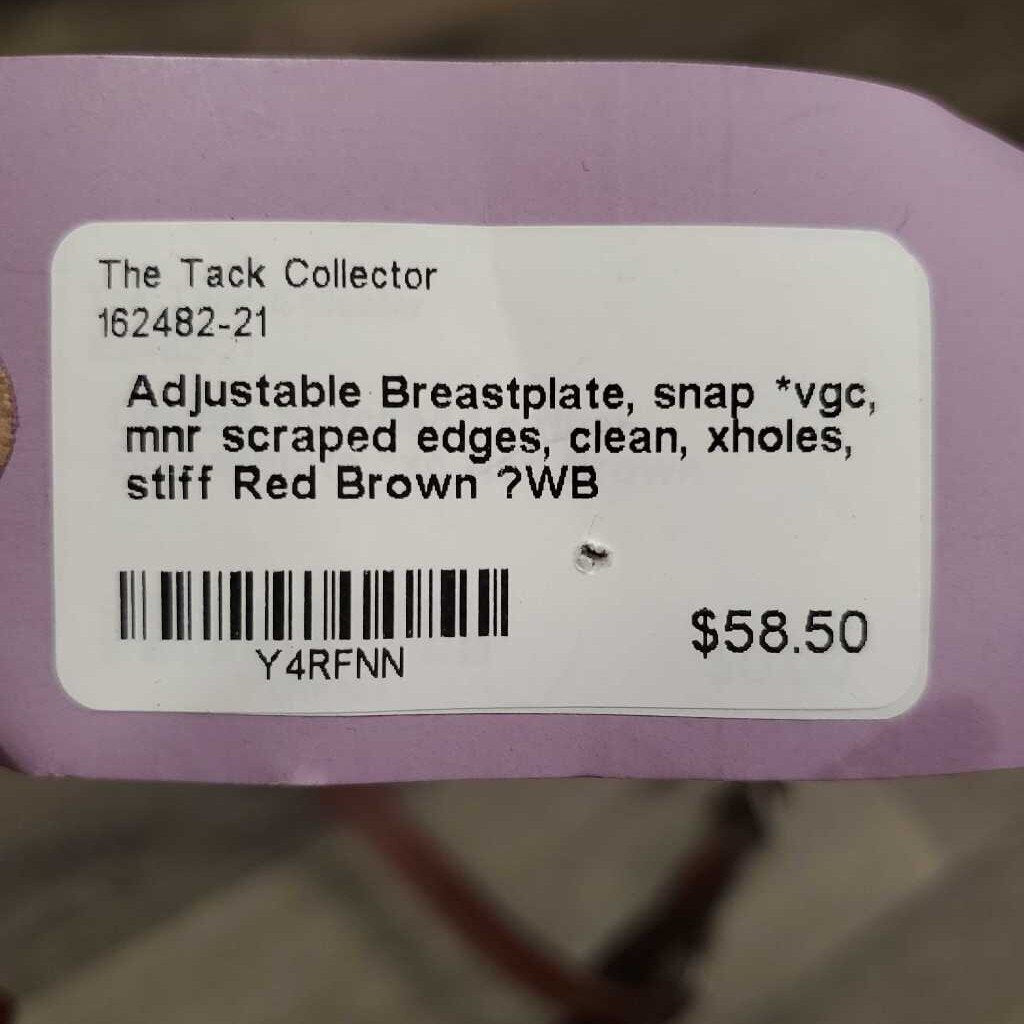 The Tack Collector
162482-21
Adjustable Breastplate, snap *vgc,
mnr scraped edges, clean, xholes,
stiff Red Brown ?WB
Y4RFNN
$58.50